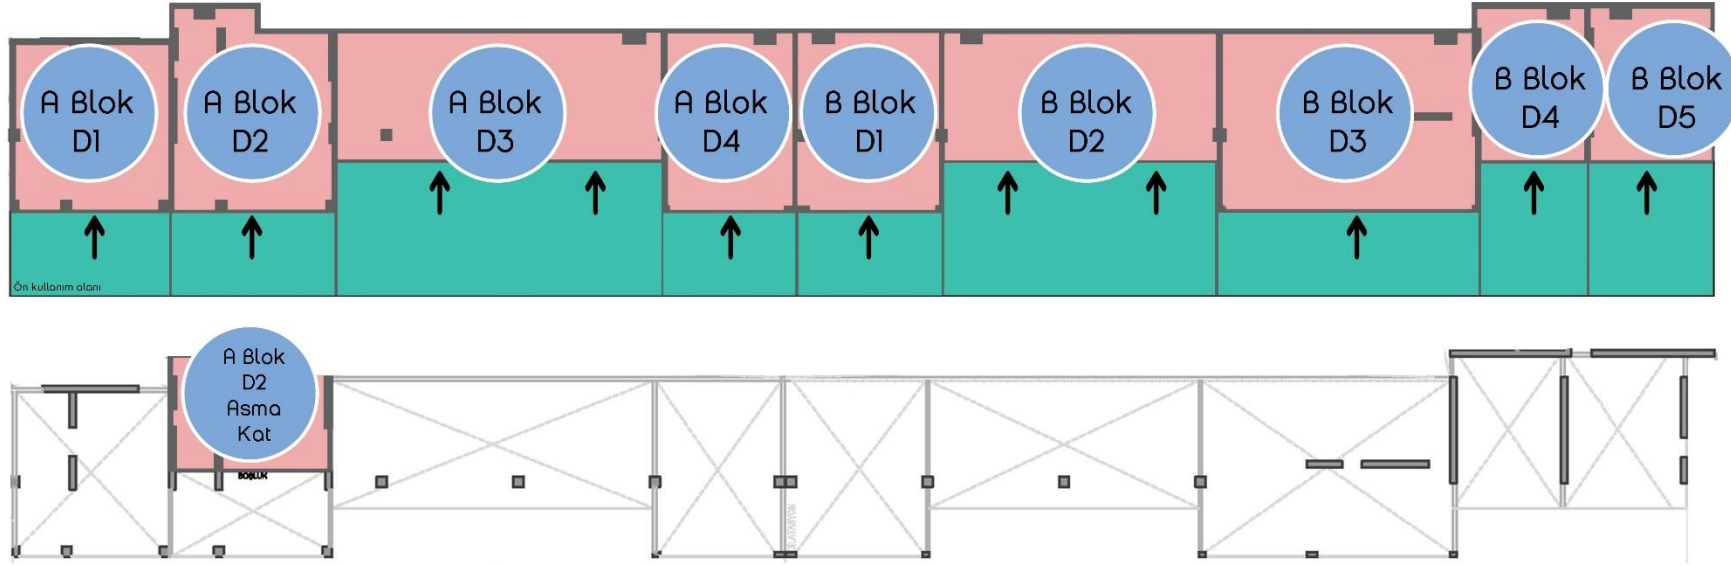 A Blok
D1
A Blok
D2
A Blok
D3
A Blok
D4
B Blok
D1
B Blok
D2
B Blok
D3
B Blok
D4
B Blok
D5
Ön kullanım alanı
A Blok
D2
Asma
Kat
BOŞLUK